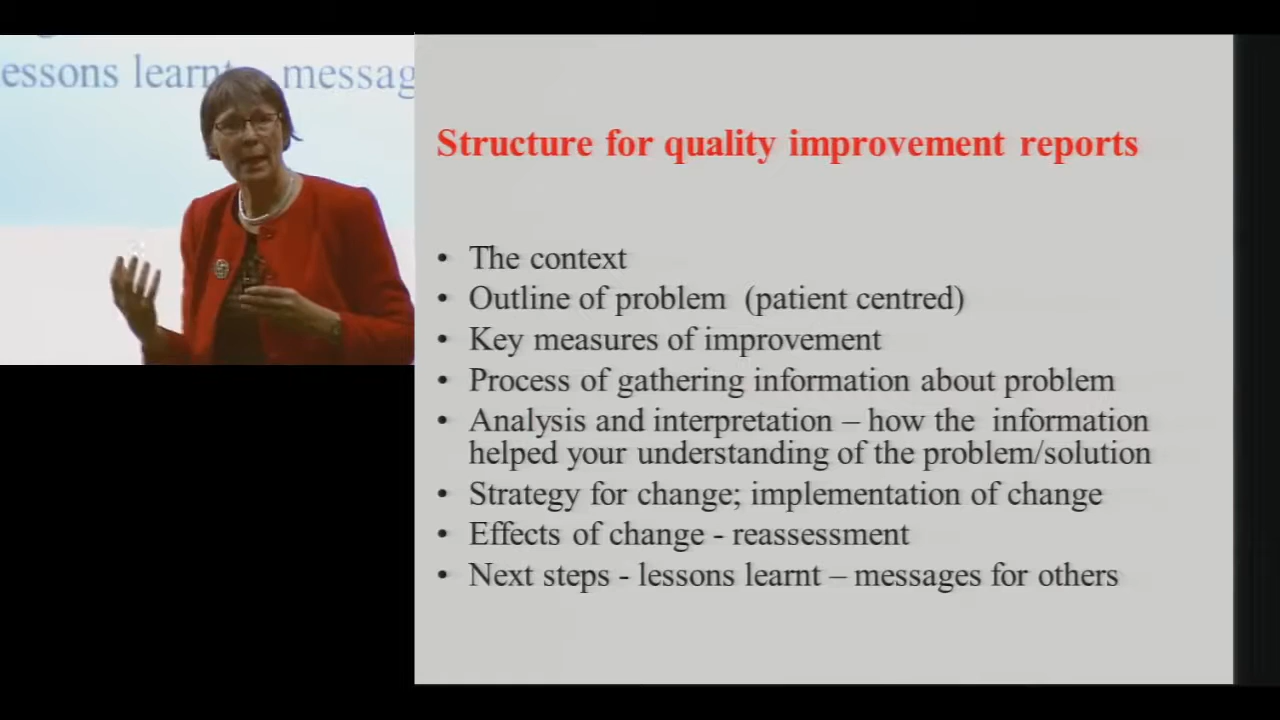 essons learnt messag
Structure for quality improvement reports
• The context
• Outline of problem (patient centred)
• Key measures of improvement
• Process of gathering information about problem
• Analysis and interpretation – how the information
helped your understanding of the problem/solution
• Strategy for change; implementation of change
• Effects of change - reassessment
• Next steps - lessons learnt – messages for others